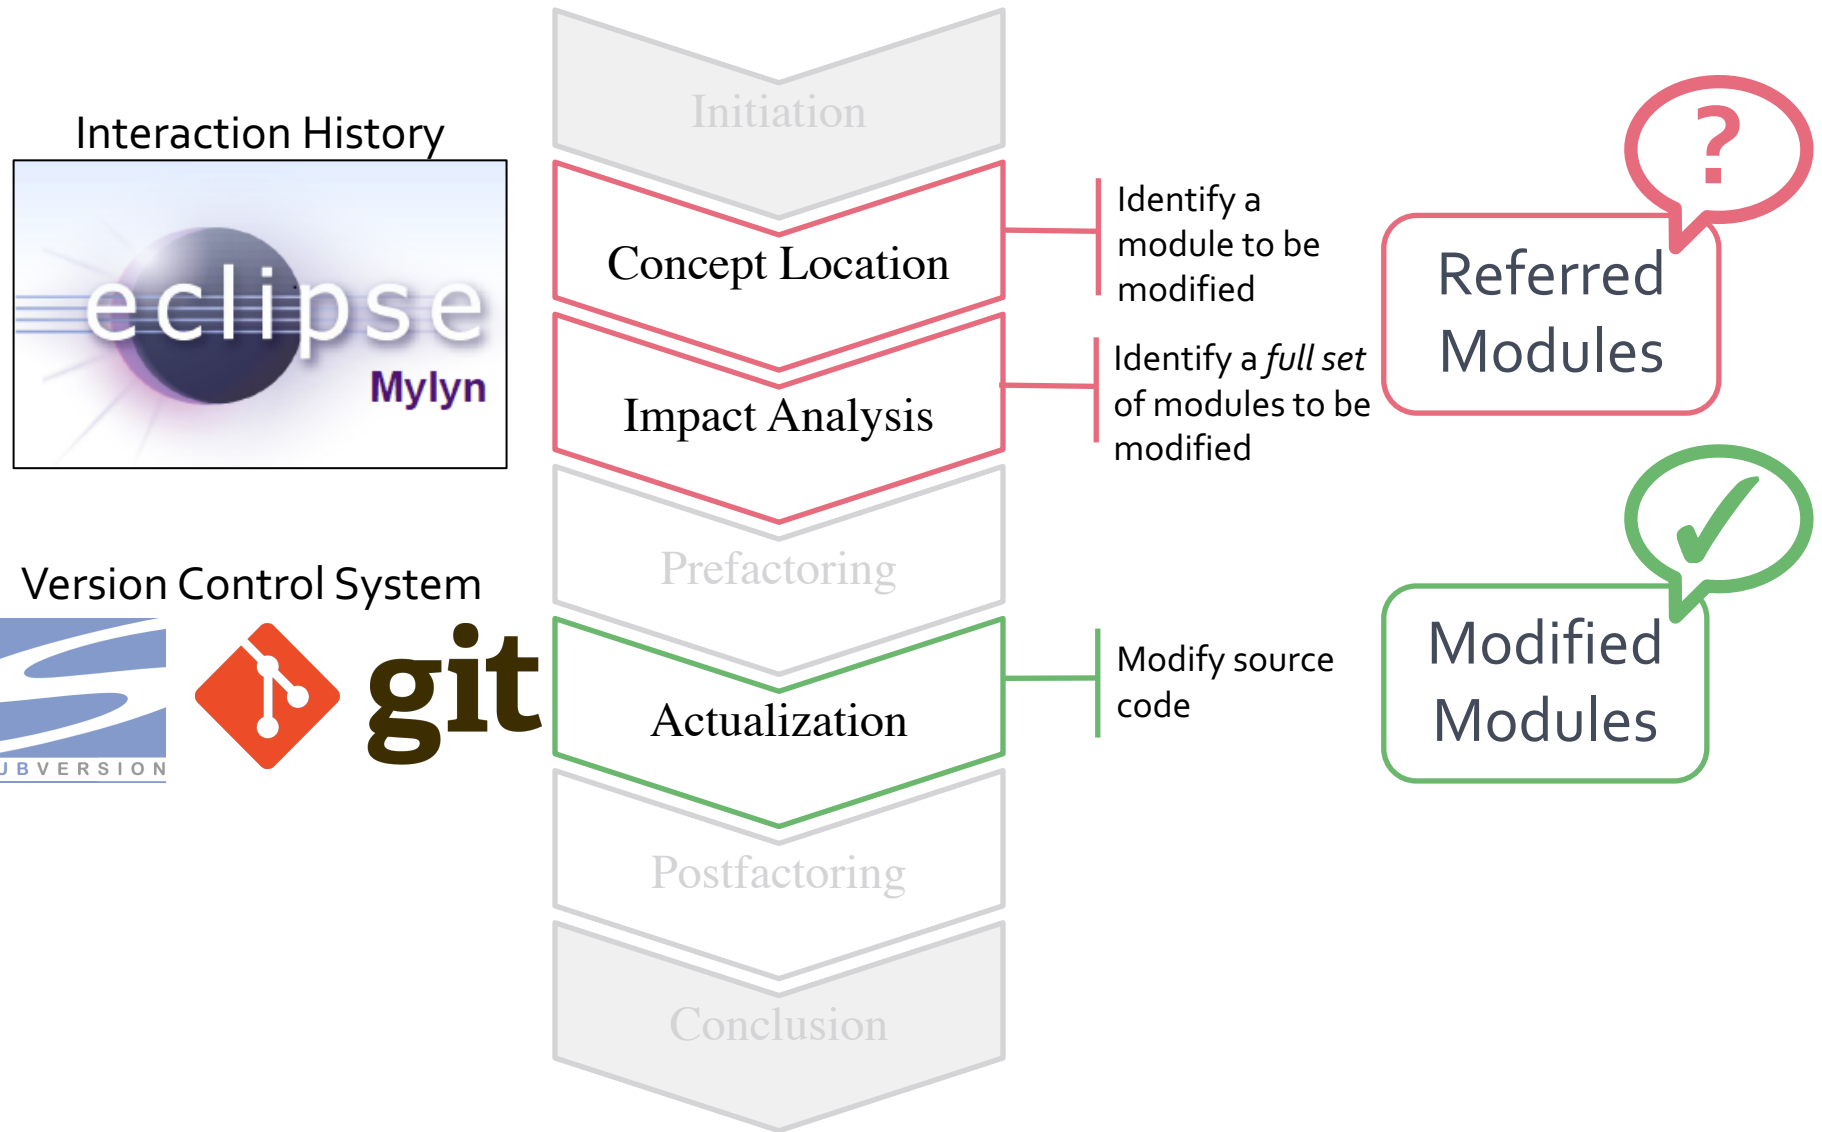 Interaction History
eclipse
Mylyn
Version Control System
UBVERSION
git
Initiation
Concept Location
Impact Analysis
Prefactoring
Actualization
Postfactoring
Conclusion
Identify a
module to be
modified
Identify a full set
of modules to be
modified
Modify source
code
?
Referred
Modules
✓
Modified
Modules